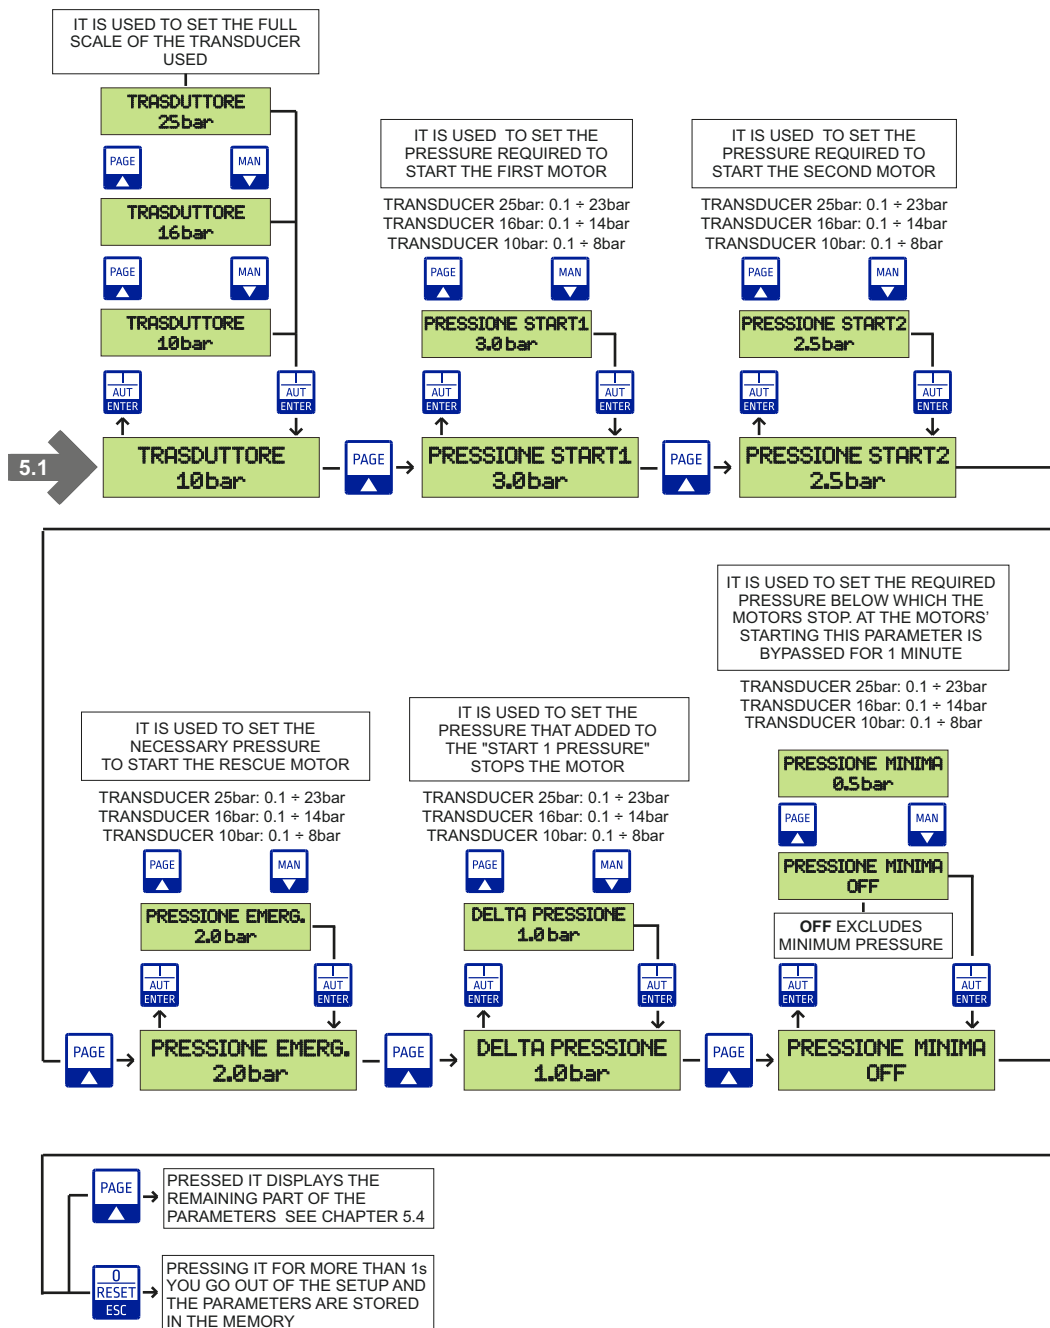 IT IS USED TO SET THE FULL
SCALE OF THE TRANSDUCER
USED
TRASDUTTORE
25bar
PAGE
MAN
TRASDUTTORE
16bar
PAGE
MAN
TRASDUTTORE
10bar
I
AUT
ENTER
I
AUT
ENTER
5.1
TRASDUTTORE
10bar
PAGE
IT IS USED TO SET THE
PRESSURE REQUIRED TO
START THE FIRST MOTOR
TRANSDUCER 25bar: 0.1 ÷ 23bar
TRANSDUCER 16bar: 0.1 ÷ 14bar
TRANSDUCER 10bar: 0.1 ÷ 8bar
PAGE
MAN
PRESSIONE START1
3.0 bar
I
AUT
ENTER
I
AUT
ENTER
PRESSIONE START1
3.0bar
PAGE
IT IS USED TO SET THE
PRESSURE REQUIRED TO
START THE SECOND MOTOR
TRANSDUCER 25bar: 0.1 ÷ 23bar
TRANSDUCER 16bar: 0.1 ÷ 14bar
TRANSDUCER 10bar: 0.1 ÷ 8bar
PAGE
MAN
PRESSIONE START2
2.5bar
I
AUT
ENTER
I
AUT
ENTER
PRESSIONE START2
2.5bar
PAGE
IT IS USED TO SET THE
NECESSARY PRESSURE
TO START THE RESCUE MOTOR
TRANSDUCER 25bar: 0.1 ÷ 23bar
TRANSDUCER 16bar: 0.1 ÷ 14bar
TRANSDUCER 10bar: 0.1 ÷ 8bar
PAGE
MAN
PRESSIONE EMERG.
2.0 bar
I
AUT
ENTER
I
AUT
ENTER
PRESSIONE EMERG.
2.0bar
PAGE
IT IS USED TO SET THE
PRESSURE THAT ADDED TO
THE "START 1 PRESSURE"
STOPS THE MOTOR
TRANSDUCER 25bar: 0.1 ÷ 23bar
TRANSDUCER 16bar: 0.1 ÷ 14bar
TRANSDUCER 10bar: 0.1 ÷ 8bar
PAGE
MAN
DELTA PRESSIONE
1.0 bar
I
AUT
ENTER
I
AUT
ENTER
DELTA PRESSIONE
1.0bar
PAGE
IT IS USED TO SET THE REQUIRED
PRESSURE BELOW WHICH THE
MOTORS STOP. AT THE MOTORS'
STARTING THIS PARAMETER IS
BYPASSED FOR 1 MINUTE
TRANSDUCER 25bar: 0.1 ÷ 23bar
TRANSDUCER 16bar: 0.1 ÷ 14bar
TRANSDUCER 10bar: 0.1 ÷ 8bar
PRESSIONE MINIMA
0.5bar
PAGE
MAN
PRESSIONE MINIMA
OFF
OFF EXCLUDES
MINIMUM PRESSURE
I
AUT
ENTER
I
AUT
ENTER
PRESSIONE MINIMA
OFF
PAGE
PRESSED IT DISPLAYS THE
REMAINING PART OF THE
PARAMETERS SEE CHAPTER 5.4
0
RESET
ESC
PRESSING IT FOR MORE THAN 1s
YOU GO OUT OF THE SETUP AND
THE PARAMETERS ARE STORED
IN THE MEMORY